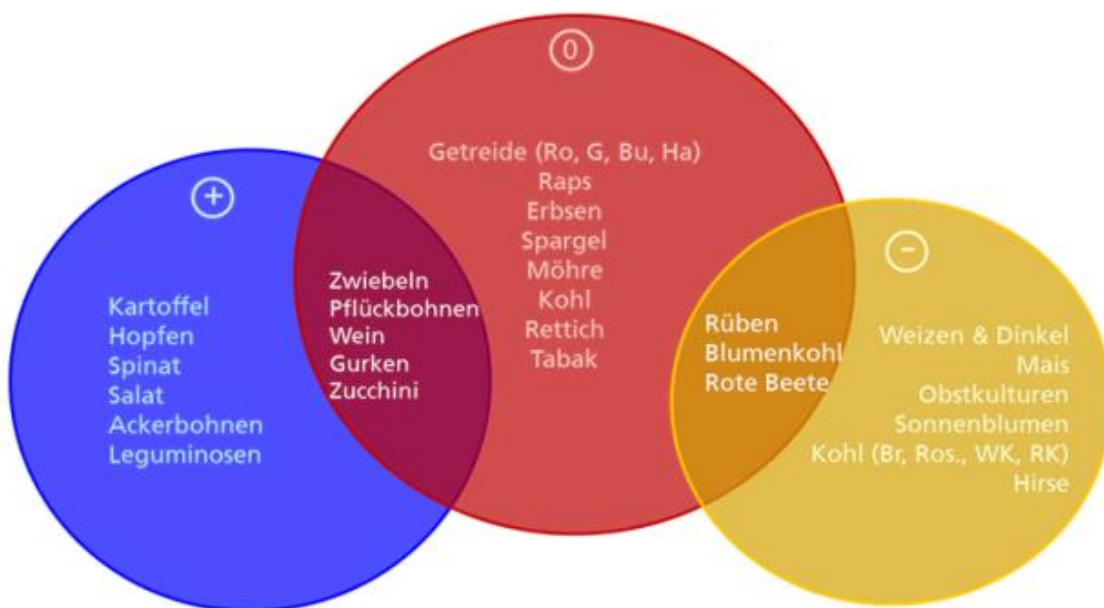 0
Getreide (Ro, G, Bu, Ha)
Raps
Erbsen
Spargel
Möhre
Kohl
Rettich
Tabak
+
Kartoffel
Hopfen
Spinat
Salat
Ackerbohnen
Leguminosen
Zwiebeln
Pflückbohnen
Wein
Gurken
Zucchini
Rüben
Blumenkohl
Rote Beete
-
Weizen & Dinkel
Mais
Obstkulturen
Sonnenblumen
Kohl (Br, Ros., WK, RK)
Hirse